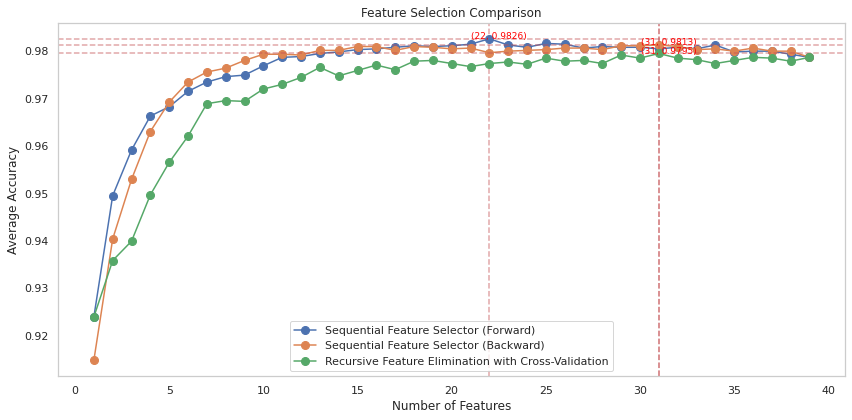 Feature Selection Comparison
(22, 0.9826)
(31, 0.9813)
(31, 0.9795)
Average Accuracy
0.98
0.97
0.96
0.95
0.94
0.93
0.92
Sequential Feature Selector (Forward)
Sequential Feature Selector (Backward)
Recursive Feature Elimination with Cross-Validation
0 5 10 15 20 25 30 35 40
Number of Features